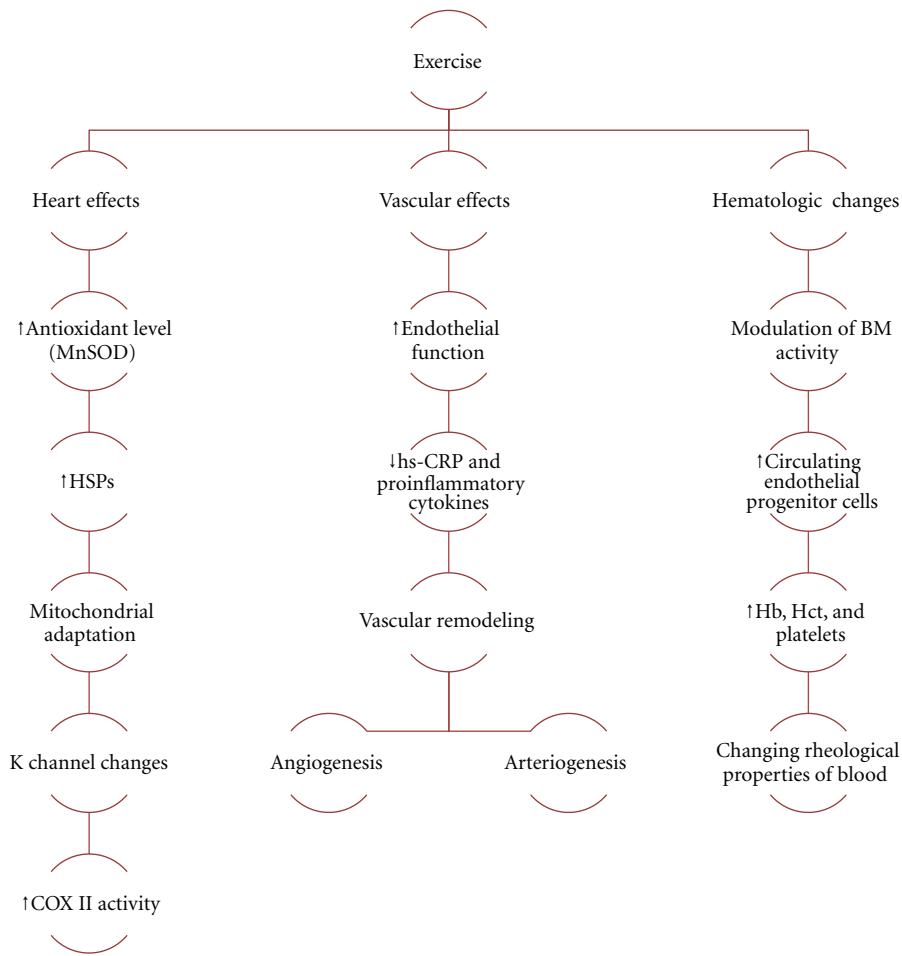 Exercise
Heart effects
Vascular effects
Hematologic changes
↑Antioxidant level
(MnSOD)
↑Endothelial
function
Modulation of BM
activity
↑HSPs
↓hs-CRP and
proinflammatory
cytokines
↑Circulating
endothelial
progenitor cells
Mitochondrial
adaptation
Vascular remodeling
↑Hb, Hct, and
platelets
K channel changes
Angiogenesis
Arteriogenesis
Changing rheological
properties of blood
↑COX II activity